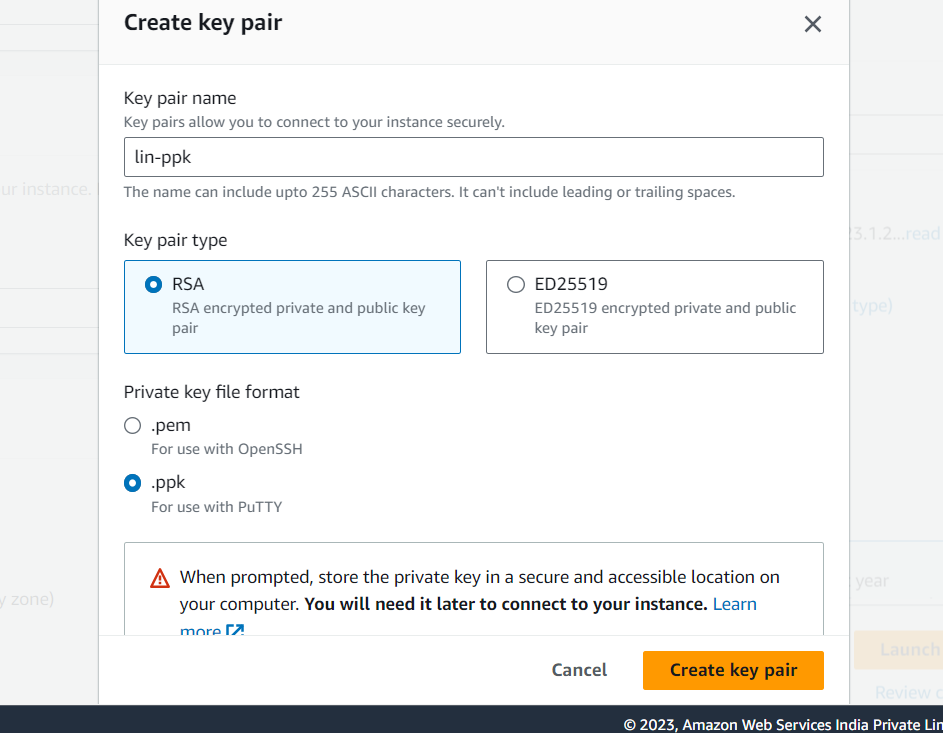 Create key pair
Key pair name
Key pairs allow you to connect to your instance securely.
lin-ppk
The name can include upto 255 ASCII characters. It can't include leading or trailing spaces.
Key pair type
RSA
RSA encrypted private and public key
pair
ED25519
ED25519 encrypted private and public
key pair
Private key file format
.pem
For use with OpenSSH
.ppk
For use with PuTTY
When prompted, store the private key in a secure and accessible location on
your computer. You will need it later to connect to your instance. Learn
more
Cancel
Create key pair
ur instance.
23.1.2...read
type)
y zone)
year
Launch
Review
© 2023, Amazon Web Services India Private